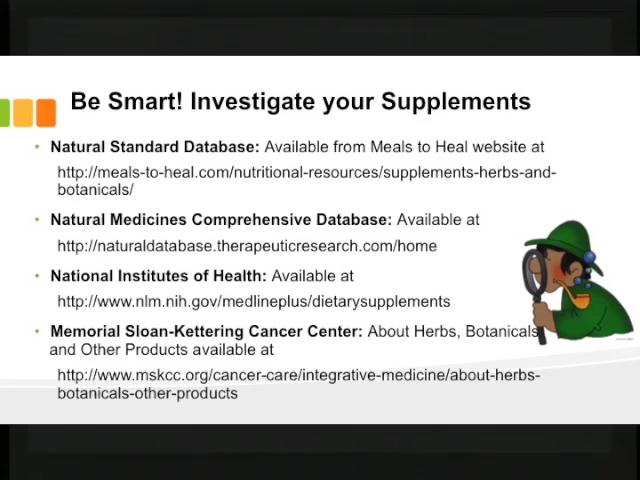 Be Smart! Investigate your Supplements
• Natural Standard Database: Available from Meals to Heal website at
http://meals-to-heal.com/nutritional-resources/supplements-herbs-and-
botanicals/
• Natural Medicines Comprehensive Database: Available at
http://naturaldatabase.therapeuticresearch.com/home
• National Institutes of Health: Available at
http://www.nlm.nih.gov/medlineplus/dietarysupplements
• Memorial Sloan-Kettering Cancer Center: About Herbs, Botanicals
and Other Products available at
http://www.mskcc.org/cancer-care/integrative-medicine/about-herbs-
botanicals-other-products